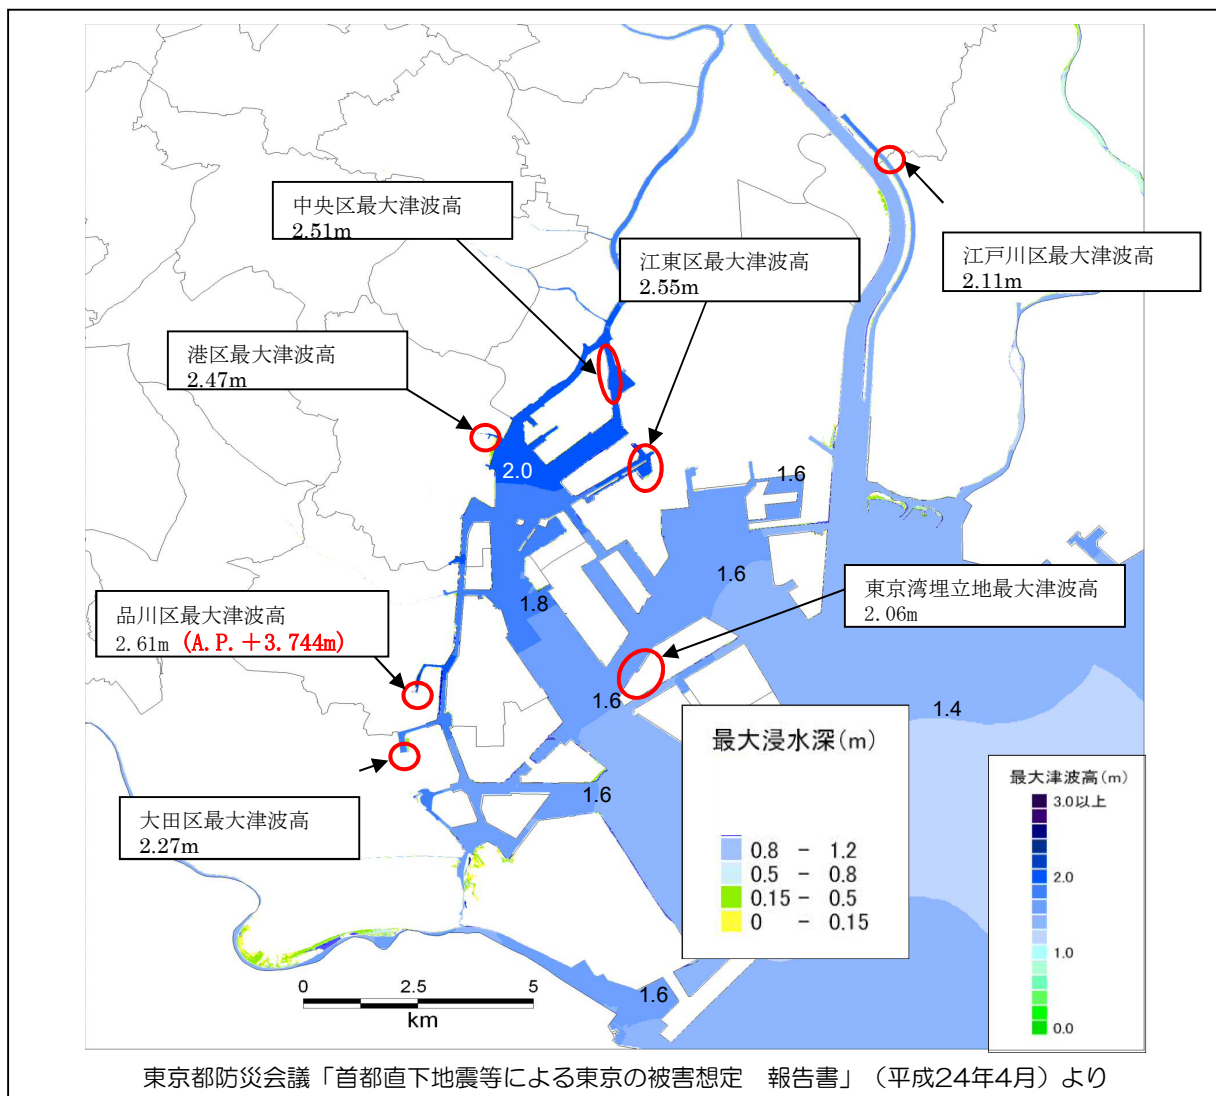 中央区最大津波高
2.51m
江東区最大津波高
2.55m
江戸川区最大津波高
2.11m
港区最大津波高
2.47m
2.0
1.6
1.6
東京湾埋立地最大津波高
2.06m
1.8
品川区最大津波高
2.61m (A.P.＋3.744m)
1.6
1.4
最大浸水深(m)
0.8 － 1.2
0.5 － 0.8
0.15 － 0.5
0 － 0.15
最大津波高(m)
3.0以上
2.0
1.0
0.0
1.6
大田区最大津波高
2.27m
0 2.5 5
km
1.6
東京都防災会議「首都直下地震等による東京の被害想定　報告書」（平成24年4月）より